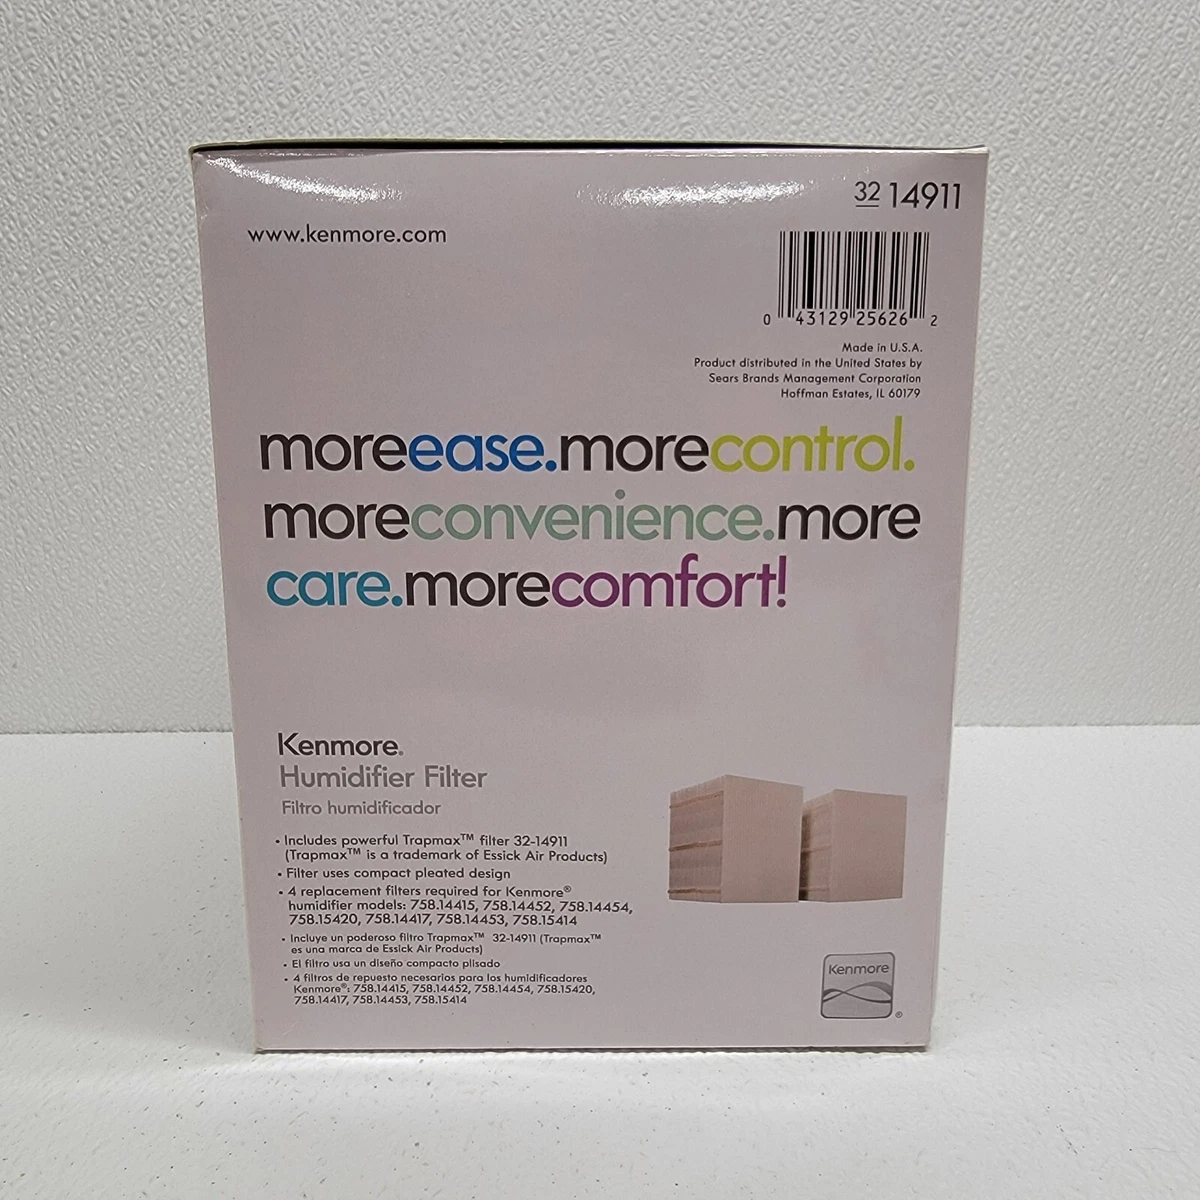 32 14911
www.kenmore.com
0 43129 25626 2
Made in U.S.A.
Product distributed in the United States by
Sears Brands Management Corporation
Hoffman Estates, IL 60179
moreease.morecontrol.
moreconvenience.more
care.morecomfort!
Kenmore®
Humidifier Filter
Filtro humidificador
• Includes powerful Trapmax™ filter 32-14911
(Trapmax™ is a trademark of Essick Air Products)
• Filter uses compact pleated design
• 4 replacement filters required for Kenmore®
humidifier models: 758.14415, 758.14452, 758.14454,
758.15420, 758.14417, 758.14453, 758.15414
• Incluye un poderoso filtro Trapmax™ 32-14911 (Trapmax™
es una marca de Essick Air Products)
• El filtro usa un diseño compacto plisado
• 4 filtros de repuesto necesarios para los humidificadores
Kenmore®: 758.14415, 758.14452, 758.14454, 758.15420,
758.14417, 758.14453, 758.15414
Kenmore
®